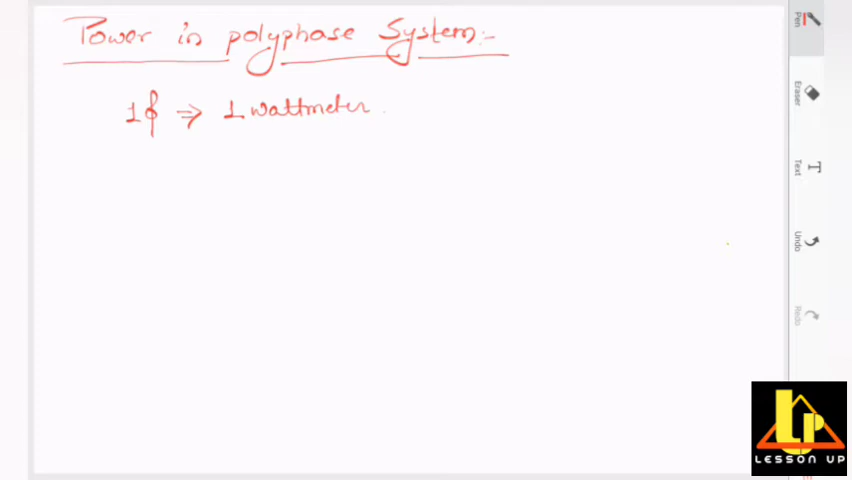 Power in polyphase System:-
1ϕ ⇒ 1 wattmeter
Pen
Eraser
Text
T
Undo
Redo
LESSON UP